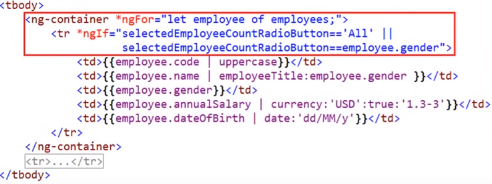 <tbody>
<ng-container *ngFor="let employee of employees;">
<tr *ngIf="selectedEmployeeCountRadioButton=='All' ||
selectedEmployeeCountRadioButton==employee.gender">
<td>{{employee.code | uppercase}}</td>
<td>{{employee.name | employeeTitle:employee.gender }}</td>
<td>{{employee.gender}}</td>
<td>{{employee.annualSalary | currency:'USD':true:'1.3-3'}}</td>
<td>{{employee.dateOfBirth | date:'dd/MM/y'}}</td>
</tr>
</ng-container>
<tr>...</tr>
</tbody>